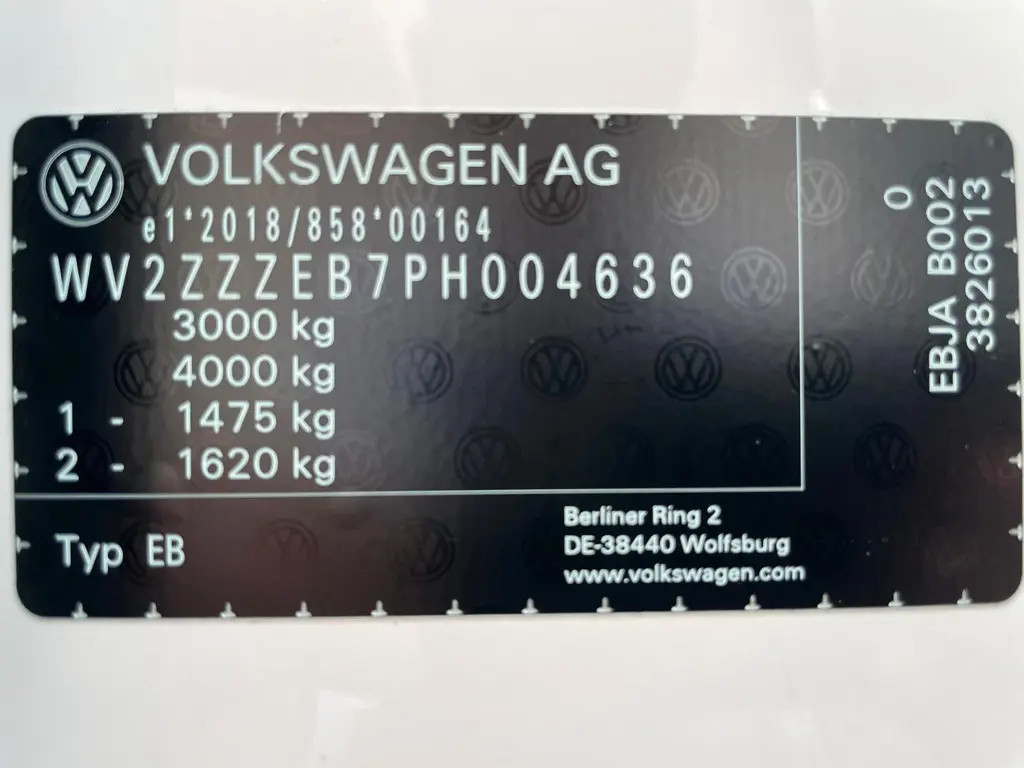 VOLKSWAGEN AG
e1*2018/858*00164
WV2ZZZEB7PH004636
3000 kg
4000 kg
1 - 1475 kg
2 - 1620 kg
Typ EB
Berliner Ring 2
DE-38440 Wolfsburg
www.volkswagen.com
0
EBJA B002
3826013